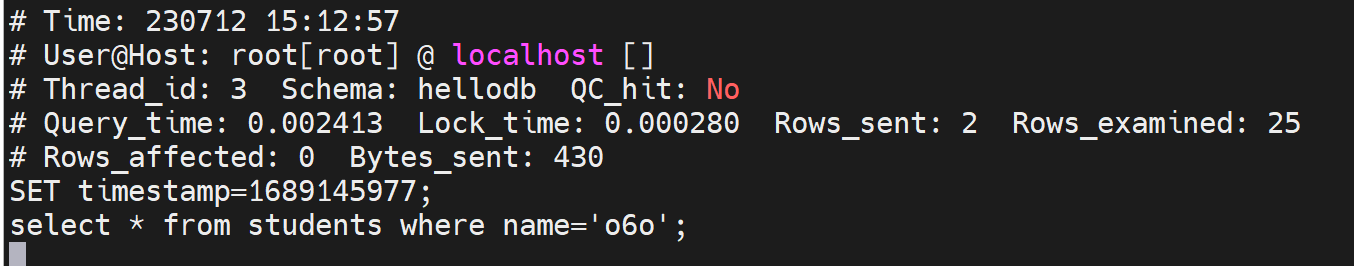 # Time: 230712 15:12:57
# User@Host: root[root] @ localhost []
# Thread_id: 3  Schema: hellodb  QC_hit: No
# Query_time: 0.002413  Lock_time: 0.000280  Rows_sent: 2  Rows_examined: 25
# Rows_affected: 0  Bytes_sent: 430
SET timestamp=1689145977;
select * from students where name='o6o';